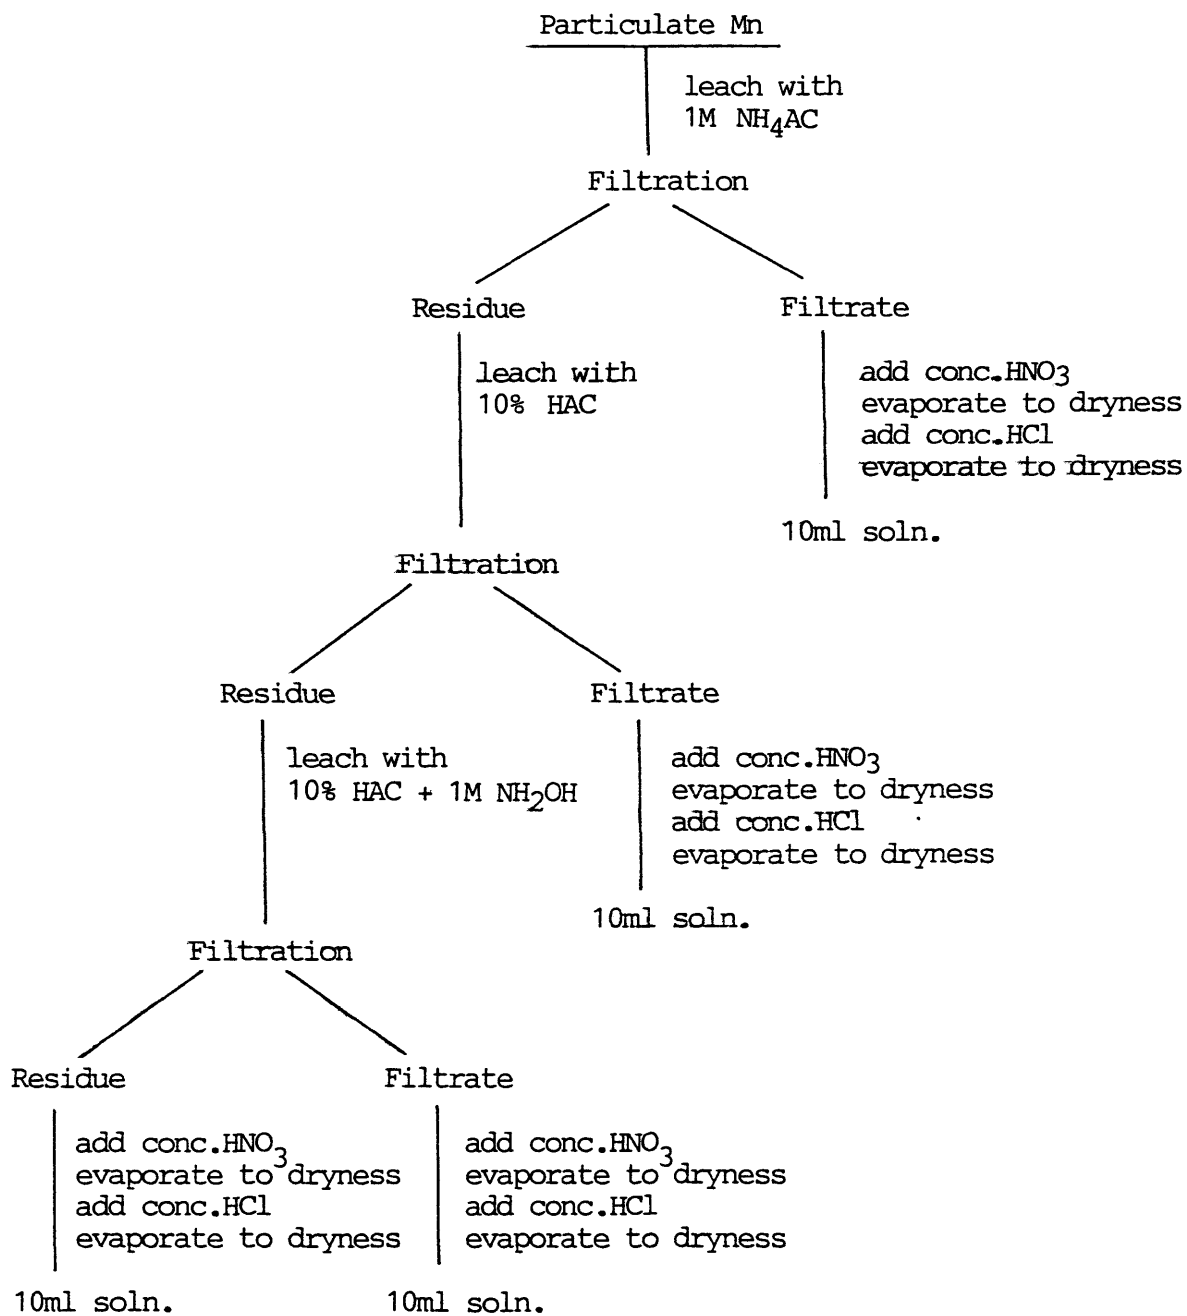 Particulate Mn
leach with
1M NH4AC
Filtration
Residue
Filtrate
leach with
10% HAC
add conc.HNO3
evaporate to dryness
add conc.HCl
evaporate to dryness
10ml soln.
Filtration
Residue
Filtrate
leach with
10% HAC + 1M NH2OH
add conc.HNO3
evaporate to dryness
add conc.HCl
evaporate to dryness
10ml soln.
Filtration
Residue
Filtrate
add conc.HNO3
evaporate to dryness
add conc.HCl
evaporate to dryness
10ml soln.
add conc.HNO3
evaporate to dryness
add conc.HCl
evaporate to dryness
10ml soln.